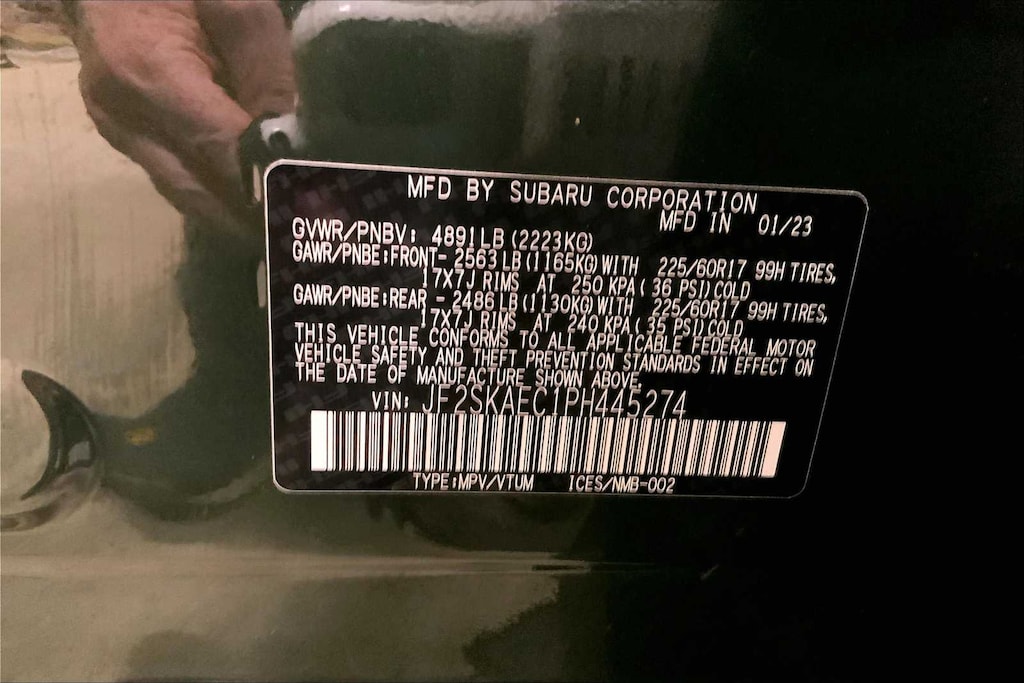 MFD BY SUBARU CORPORATION
MFD IN 01/23
GVWR/PNBV: 4891LB (2223KG)
GAWR/PNBE:FRONT- 2563 LB (1165KG) WITH 225/60R17 99H TIRES,
17X7J RIMS AT 250 KPA ( 36 PSI) COLD
GAWR/PNBE:REAR - 2486 LB (1130KG) WITH 225/60R17 99H TIRES,
17X7J RIMS AT 240 KPA ( 35 PSI) COLD
THIS VEHICLE CONFORMS TO ALL APPLICABLE FEDERAL MOTOR
VEHICLE SAFETY AND THEFT PREVENTION STANDARDS IN EFFECT ON
THE DATE OF MANUFACTURE SHOWN ABOVE.
VIN: JF2SKAEC1PH445274
TYPE:MPV/VTUM ICES/NMB-002